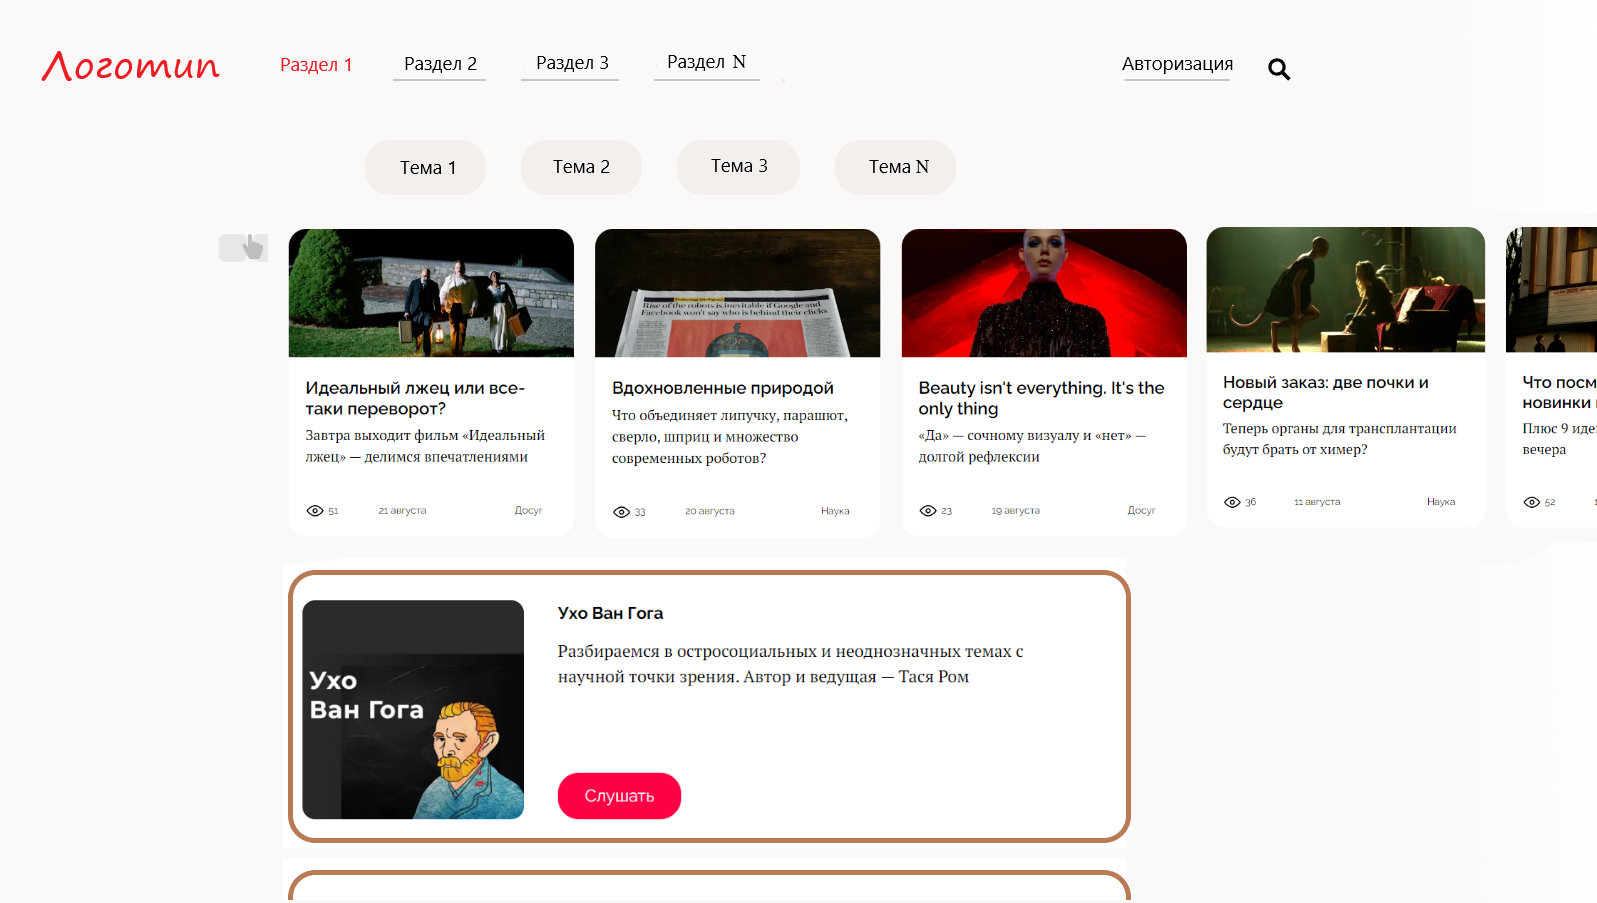 Логотип
Раздел 1
Раздел 2
Раздел 3
Раздел N
Авторизация
Тема 1
Тема 2
Тема 3
Тема N
Rise of the robots is inevitable if Google and
Facebook won't say who is behind their clicks
Идеальный лжец или все-
таки переворот?
Завтра выходит фильм «Идеальный
лжец» — делимся впечатлениями
51
21 августа
Досуг
Вдохновленные природой
Что объединяет липучку, парашют,
сверло, шприц и множество
современных роботов?
33
20 августа
Наука
Beauty isn't everything. It's the
only thing
«Да» — сочному визуалу и «нет» —
долгой рефлексии
23
19 августа
Досуг
Новый заказ: две почки и
сердце
Теперь органы для трансплантации
будут брать от химер?
36
11 августа
Наука
Что посм
новинки
Плюс 9 иде
вечера
52
Ухо
Ван Гога
Ухо Ван Гога
Разбираемся в остросоциальных и неоднозначных темах с
научной точки зрения. Автор и ведущая — Тася Ром
Слушать